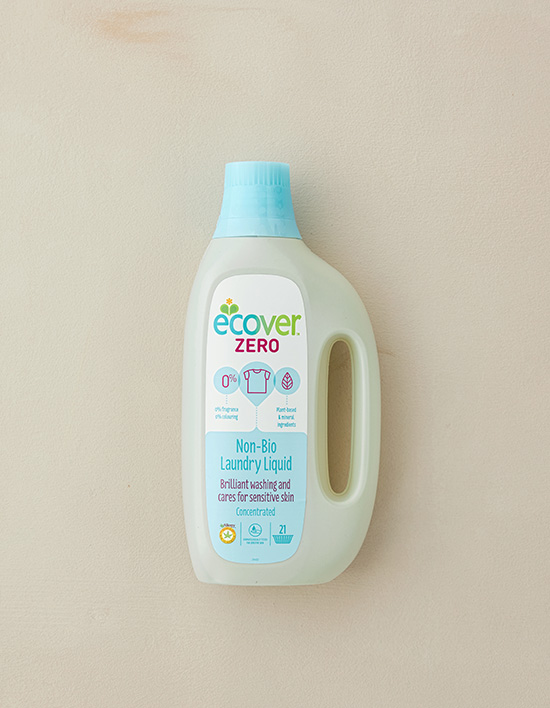 ecover
ZERO
0%
0% fragrance
0% colouring
Plant-based
& mineral
ingredients
Non-Bio
Laundry Liquid
Brilliant washing and
cares for sensitive skin
Concentrated
21